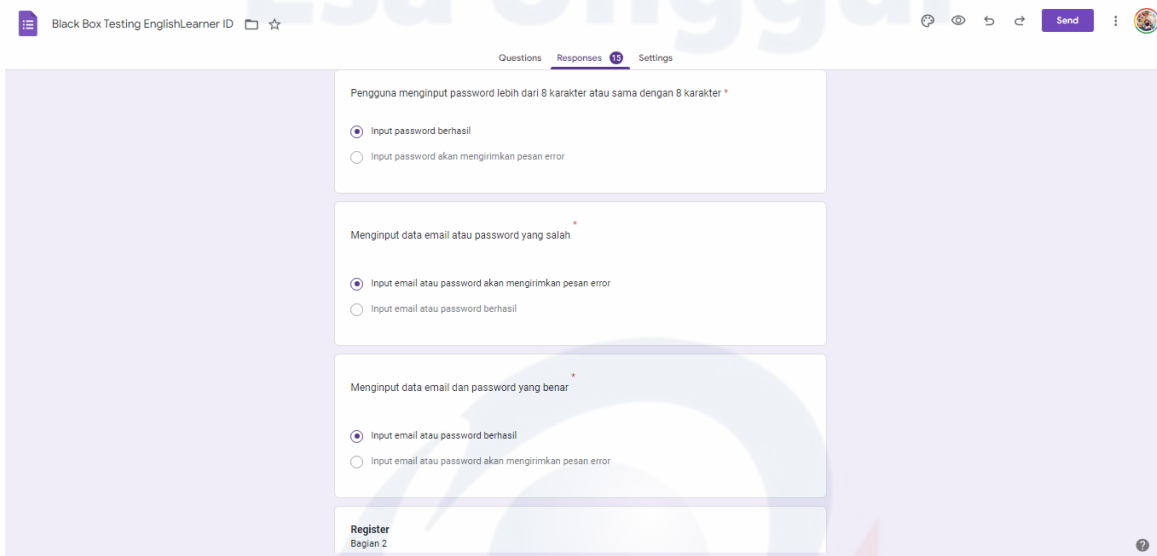 Esa Unggul
Black Box Testing EnglishLearner ID
Send
Questions Responses 15 Settings
Pengguna menginput password lebih dari 8 karakter atau sama dengan 8 karakter *
Input password berhasil
Input password akan mengirimkan pesan error
Menginput data email atau password yang salah *
Input email atau password akan mengirimkan pesan error
Input email atau password berhasil
Menginput data email dan password yang benar *
Input email atau password berhasil
Input email atau password akan mengirimkan pesan error
Register
Bagian 2